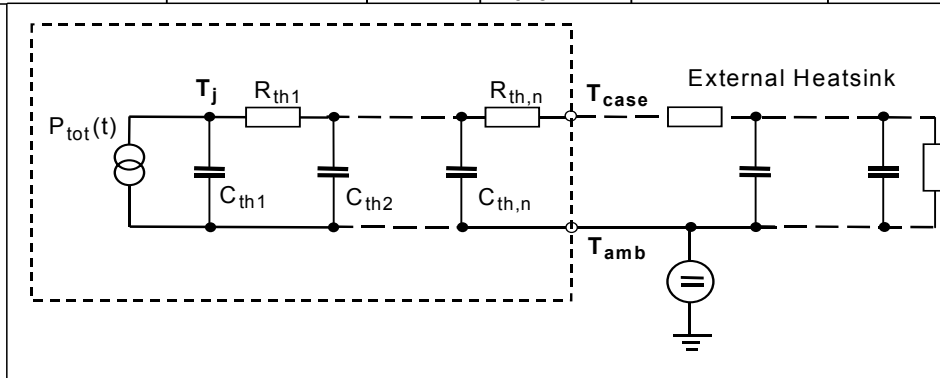 External Heatsink
Tj
Rth1
Rth,n
Tcase
Ptot(t)
Cth1
Cth2
Cth,n
Tamb